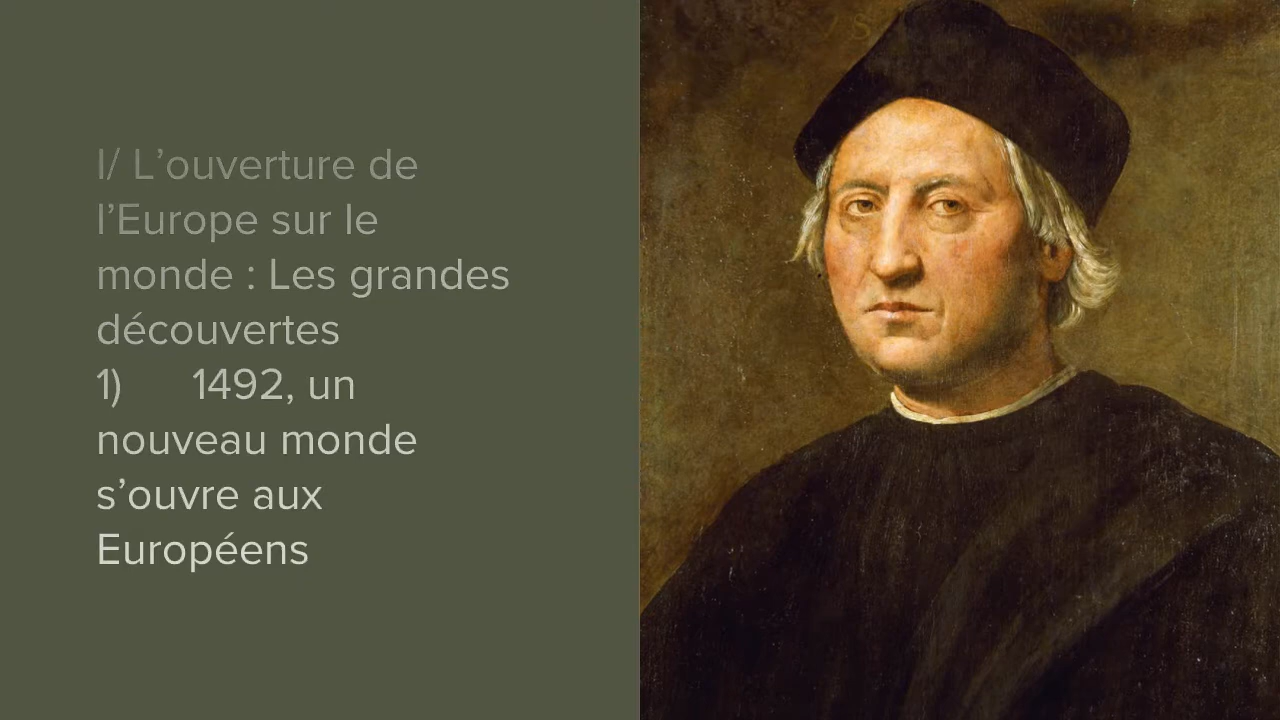 I/ L’ouverture de
l’Europe sur le
monde : Les grandes
découvertes
1) 1492, un
nouveau monde
s’ouvre aux
Européens